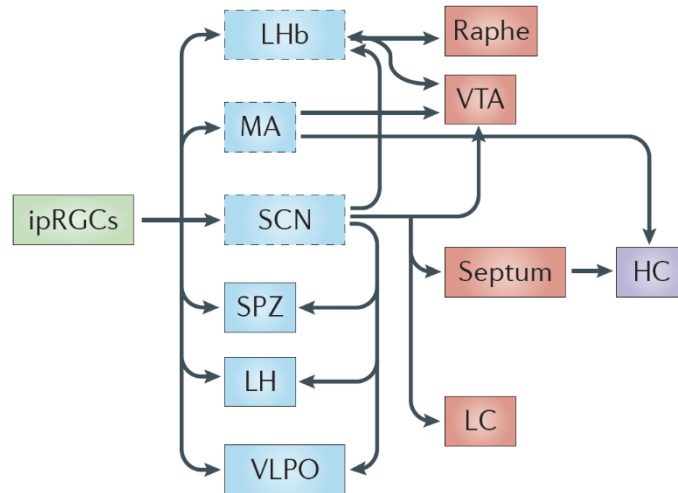 LHb
Raphe
VTA
MA
ipRGCs
SCN
Septum
HC
SPZ
LH
LC
VLPO